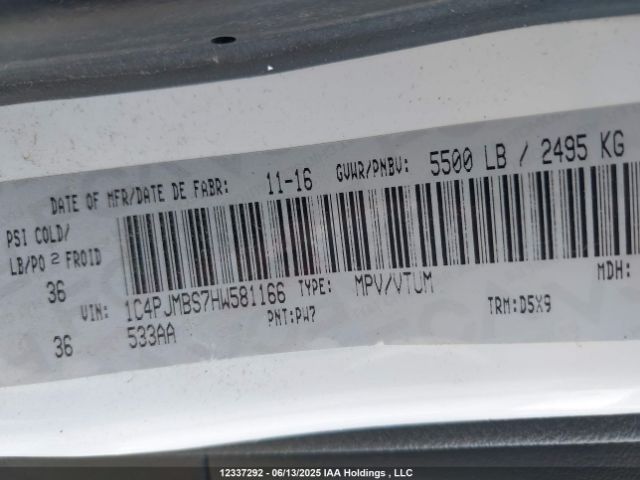 DATE OF MFR/DATE DE FABR: 11-16 GVWR/PNBV: 5500 LB / 2495 KG
PSI COLD/
LB/PO 2 FROID
36 VIN: 1C4PJMBS7HW581166 TYPE: MPV/VTUM MDH:
PNT:PW7 TRM:D5X9
36 533AA
12337292 - 06/13/2025 IAA Holdings , LLC